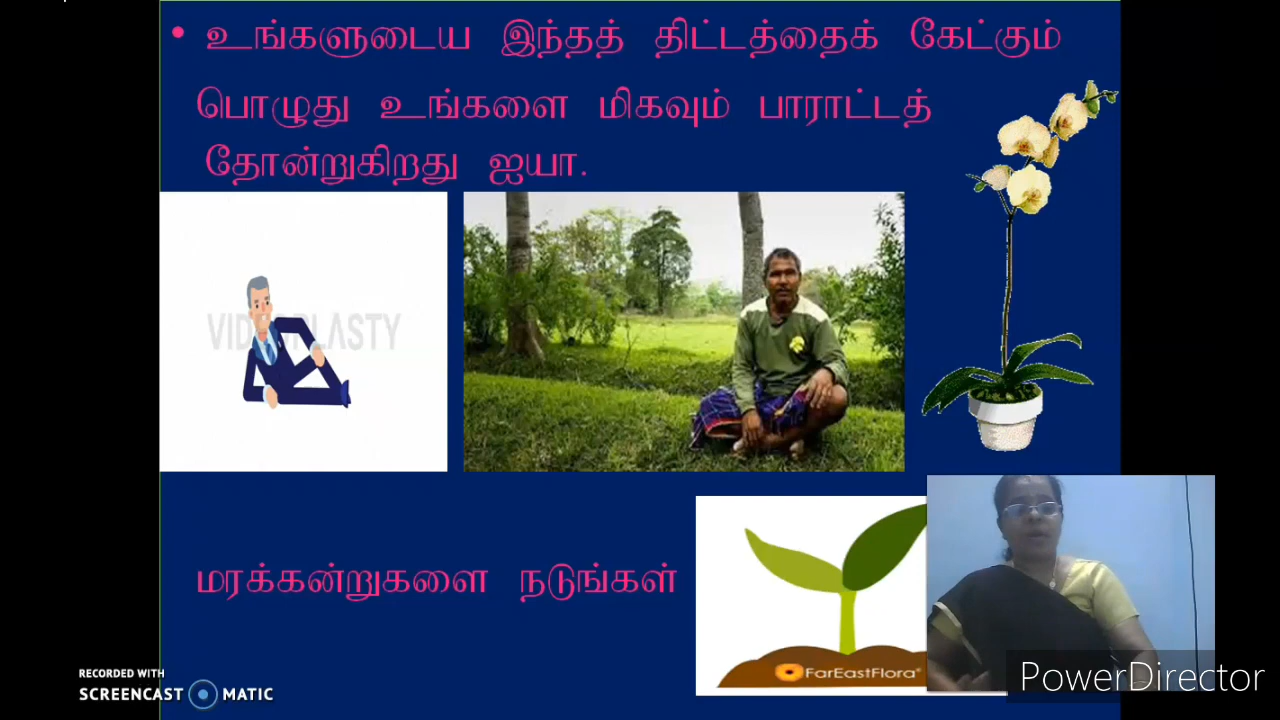 • உங்களுடைய இந்தத் திட்டத்தைக் கேட்கும்
பொழுது உங்களை மிகவும் பாராட்டத்
தோன்றுகிறது ஐயா.
VIDEOPLASTY
மரக்கன்றுகளை நடுங்கள்
FarEastFlora
RECORDED WITH
SCREENCAST MATIC
PowerDirector